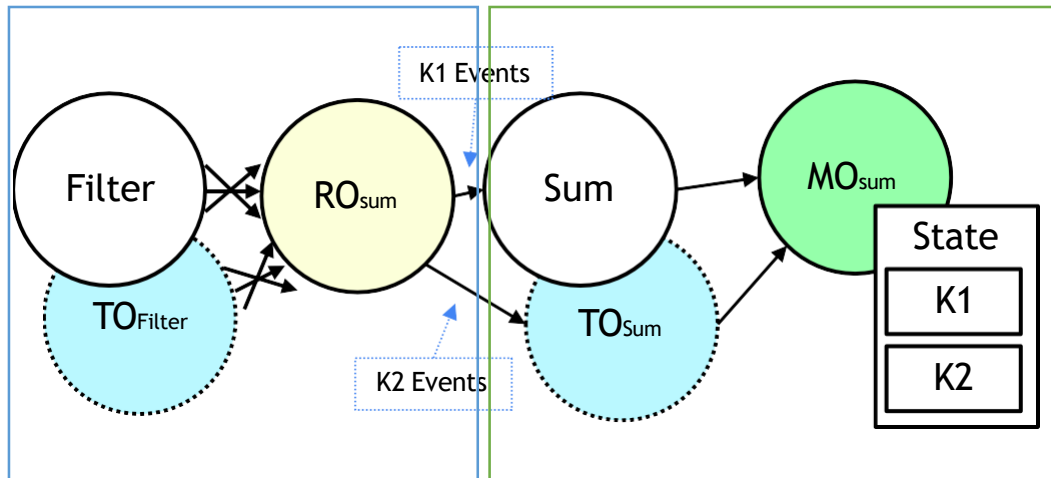 K1 Events
Filter
ROsum
Sum
MOsum
State
K1
K2
TOFilter
TOSum
K2 Events